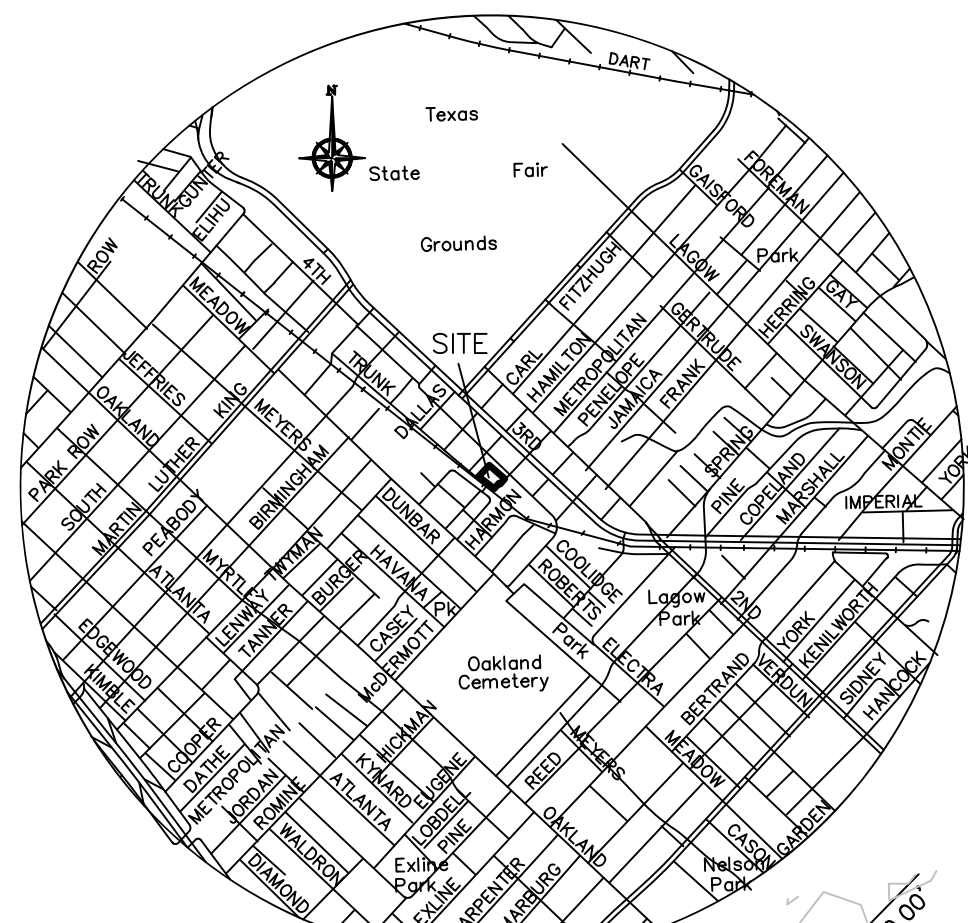 DART
N
Texas
State
Fair
Grounds
SITE
TRUNK
GUNTER
ELIHU
ROW
4TH
MEADOW
GAISFORD
FOREMAN
LAGOW
Park
FITZHUGH
HERRING
GAY
SWANSON
GERTRUDE
CARL
HAMILTON
METROPOLITAN
PENELOPE
JAMAICA
FRANK
TRUNK
DALLAS
3RD
JEFFRIES
OAKLAND
KING
MEYERS
PARK ROW
SOUTH
MARTIN
LUTHER
PEABODY
BIRMINGHAM
SPRING
PINE
COPELAND
MARSHALL
MONTIE
YORK
IMPERIAL
DUNBAR
HARMON
HAVANA
Pk
COOLIDGE
ROBERTS
Park
Lagow
Park
2ND
YORK
KENILWORTH
ATLANTA
MYRTLE
TWYMAN
LENWAY
TANNER
BURGER
CASEY
McDERMOTT
Oakland
Cemetery
ELECTRA
BERTRAND
VERDUN
SIDNEY
HANCOCK
EDGEWOOD
KIMBLE
COOPER
DATHE
METROPOLITAN
JORDAN
ROMINE
WALDRON
DIAMOND
HICKMAN
KYNARD
ATLANTA
EUGENE
LOBDELL
PINE
Exline
Park
EXLINE
ARPENTER
MARBURG
REED
MEYERS
OAKLAND
MEADOW
CASON
GARDEN
Nelson
Park
0.00'